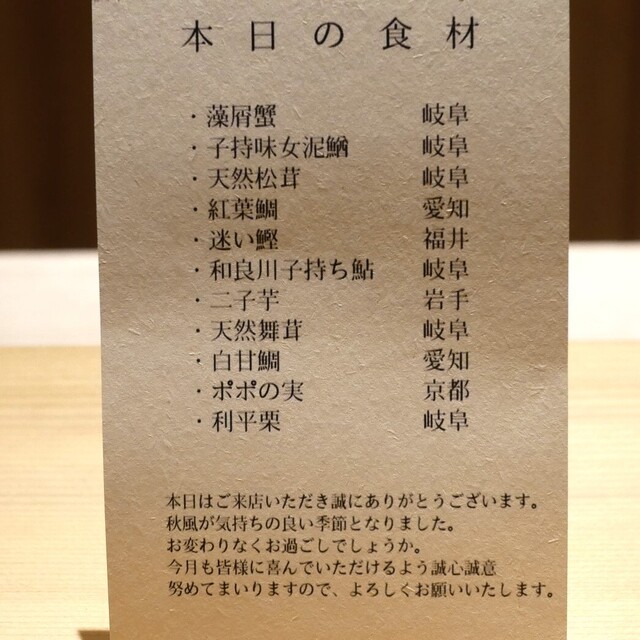 本日の食材
・藻屑蟹 岐阜
・子持味女泥鰌 岐阜
・天然松茸 岐阜
・紅葉鯛 愛知
・迷い鰹 福井
・和良川子持ち鮎 岐阜
・二子芋 岩手
・天然舞茸 岐阜
・白甘鯛 愛知
・ポポの実 京都
・利平栗 岐阜
本日はご来店いただき誠にありがとうございます。
秋風が気持ちの良い季節となりました。
お変わりなくお過ごしでしょうか。
今月も皆様に喜んでいただけるよう誠心誠意
努めてまいりますので、よろしくお願いいたします。